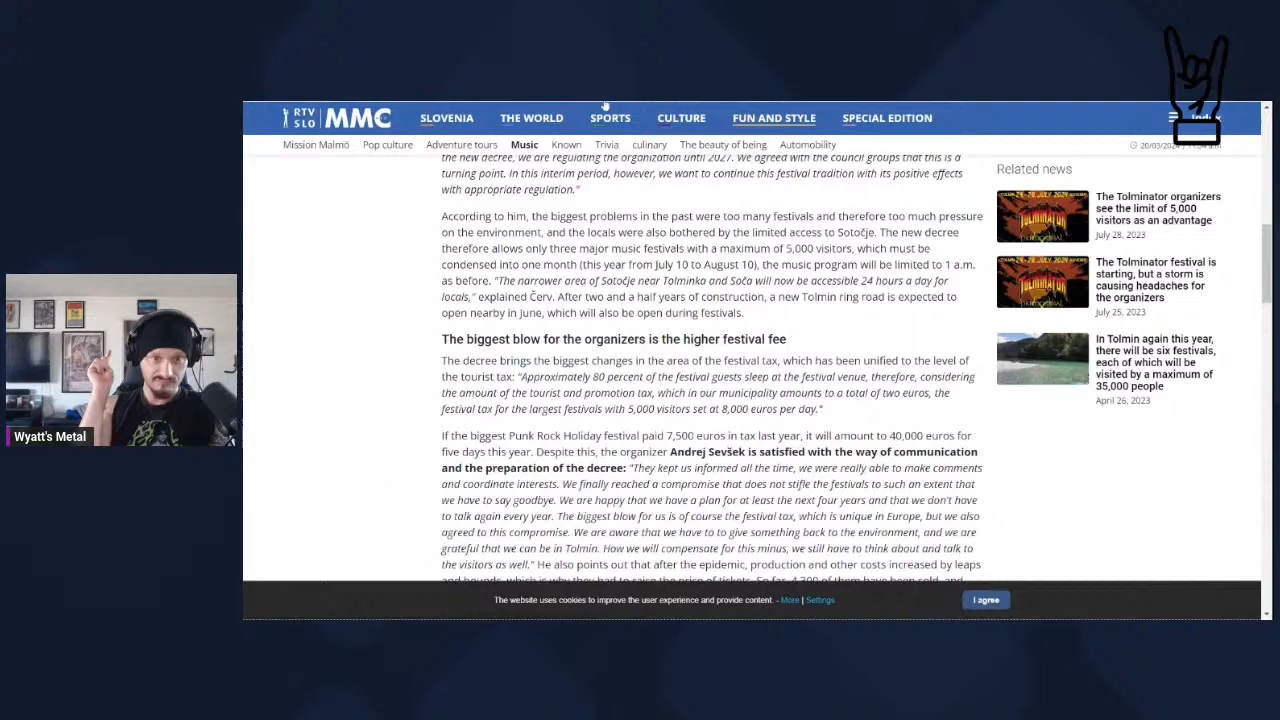 RTV SLO MMC SLOVENIA THE WORLD SPORTS CULTURE FUN AND STYLE SPECIAL EDITION
Mission Malmö Pop culture Adventure tours Music Known Trivia culinary The beauty of being Automobility
the new decree, we are regulating the organization until 2027. We agreed with the council groups that this is a
turning point. In this interim period, however, we want to continue this festival tradition with its positive effects
with appropriate regulation."
According to him, the biggest problems in the past were too many festivals and therefore too much pressure
on the environment, and the locals were also bothered by the limited access to Sotočje. The new decree
therefore allows only three major music festivals with a maximum of 5,000 visitors, which must be
condensed into one month (this year from July 10 to August 10), the music program will be limited to 1 a.m.
as before. "The narrower area of Sotočje near Tolminka and Soča will now be accessible 24 hours a day for
locals," explained Červ. After two and a half years of construction, a new Tolmin ring road is expected to
open nearby in June, which will also be open during festivals.
The biggest blow for the organizers is the higher festival fee
The decree brings the biggest changes in the area of the festival tax, which has been unified to the level of
the tourist tax: "Approximately 80 percent of the festival guests sleep at the festival venue, therefore, considering
the amount of the tourist and promotion tax, which in our municipality amounts to a total of two euros, the
festival tax for the largest festivals with 5,000 visitors set at 8,000 euros per day."
If the biggest Punk Rock Holiday festival paid 7,500 euros in tax last year, it will amount to 40,000 euros for
five days this year. Despite this, the organizer Andrej Sevšek is satisfied with the way of communication
and the preparation of the decree: "They kept us informed all the time, we were really able to make comments
and coordinate interests. We finally reached a compromise that does not stifle the festivals to such an extent that
we have to say goodbye. We are happy that we have a plan for at least the next four years and that we don't have
to talk again every year. The biggest blow for us is of course the festival tax, which is unique in Europe, but we also
agreed to this compromise. We are aware that we have to to give something back to the environment, and we are
grateful that we can be in Tolmin. How we will compensate for this minus, we still have to think about and talk to
the visitors as well." He also points out that after the epidemic, production and other costs increased by leaps
and bounds, which is why they had to raise the price of tickets. So far, 4,300 of them have been sold, and
Related news
The Tolminator organizers
see the limit of 5,000
visitors as an advantage
July 28, 2023
The Tolminator festival is
starting, but a storm is
causing headaches for
the organizers
July 25, 2023
In Tolmin again this year,
there will be six festivals,
each of which will be
visited by a maximum of
35,000 people
April 26, 2023
The website uses cookies to improve the user experience and provide content. - More | Settings
I agree
Wyatt's Metal